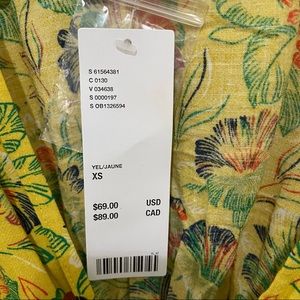 S 61564381
C 0130
V 034638
S 0000197
S OB1326594
YEL/JAUNE
XS
$69.00 USD
$89.00 CAD